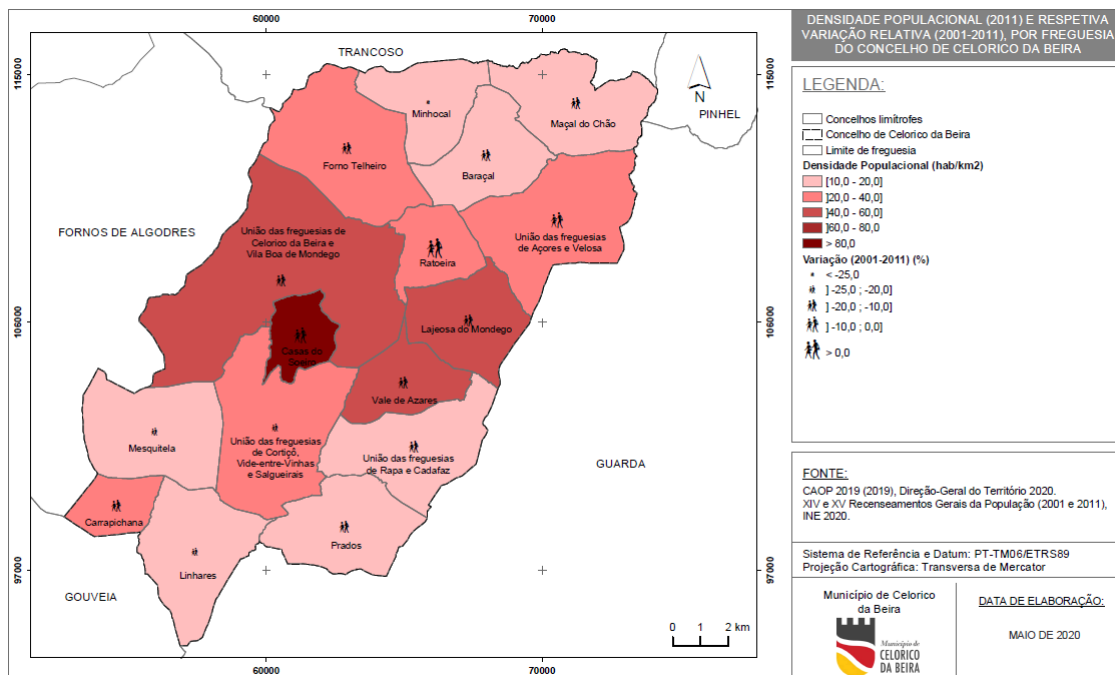 60000
70000
DENSIDADE POPULACIONAL (2011) E RESPETIVA
VARIAÇÃO RELATIVA (2001-2011), POR FREGUESIA
DO CONCELHO DE CELORICO DA BEIRA
TRANCOSO
115000
115000
N
PINHEL
Minhocal
Maçal do Chão
Forno Telheiro
Baraçal
FORNOS DE ALGODRES
União das freguesias de
Celorico da Beira e
Vila Boa de Mondego
União das freguesias
de Açores e Velosa
Ratoeira
106000
106000
Lajeosa do Mondego
Casas do
Soeiro
Vale de Azares
Mesquitela
União das freguesias
de Cortiçô,
Vide-entre-Vinhas
e Salgueirais
União das freguesias
de Rapa e Cadafaz
GUARDA
Carrapichana
Prados
Linhares
97000
97000
GOUVEIA
0 1 2 km
60000
70000
LEGENDA:
Concelhos limítrofes
Concelho de Celorico da Beira
Limite de freguesia
Densidade Populacional (hab/km2)
[10,0 - 20,0]
]20,0 - 40,0]
]40,0 - 60,0]
]60,0 - 80,0
> 80,0
Variação (2001-2011) (%)
< -25,0
]-25,0 ; -20,0]
]-20,0 ; -10,0]
]-10,0 ; 0,0]
> 0,0
FONTE:
CAOP 2019 (2019), Direção-Geral do Território 2020.
XIV e XV Recenseamentos Gerais da População (2001 e 2011),
INE 2020.
Sistema de Referência e Datum: PT-TM06/ETRS89
Projeção Cartográfica: Transversa de Mercator
Município de Celorico
da Beira
Município de
CELORICO
DA BEIRA
DATA DE ELABORAÇÃO:
MAIO DE 2020